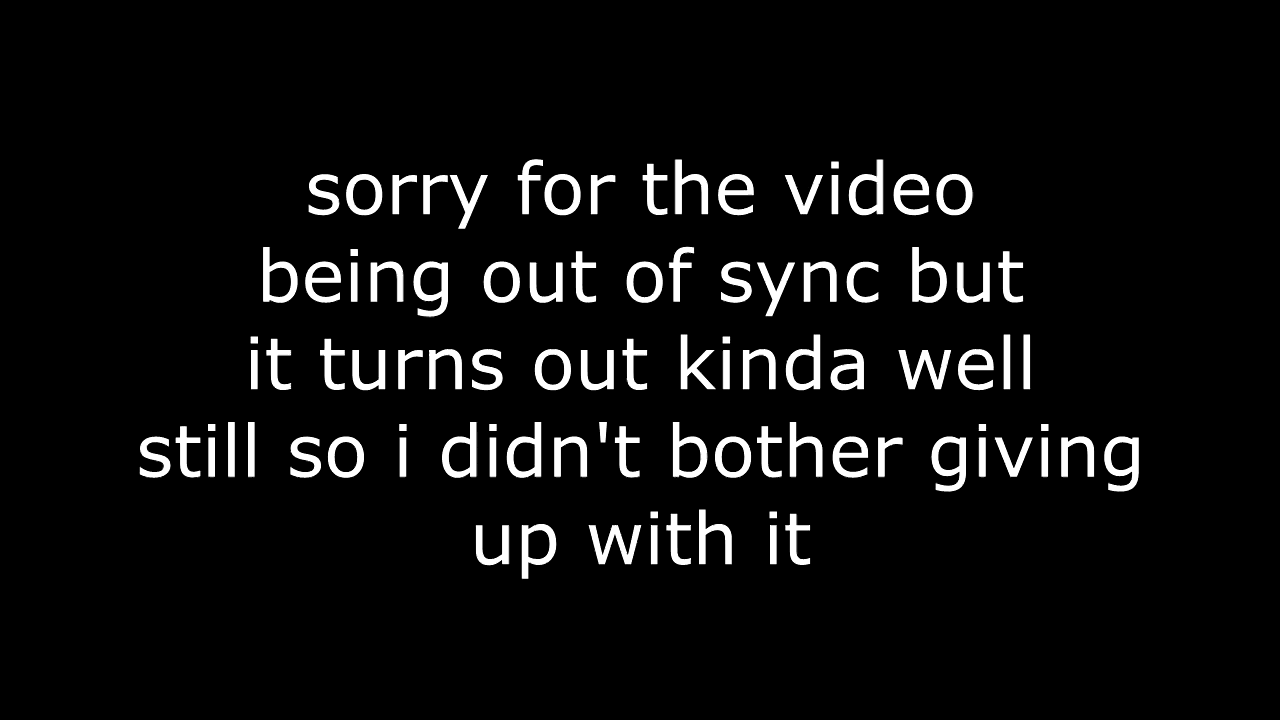 sorry for the video
being out of sync but
it turns out kinda well
still so i didn't bother giving
up with it